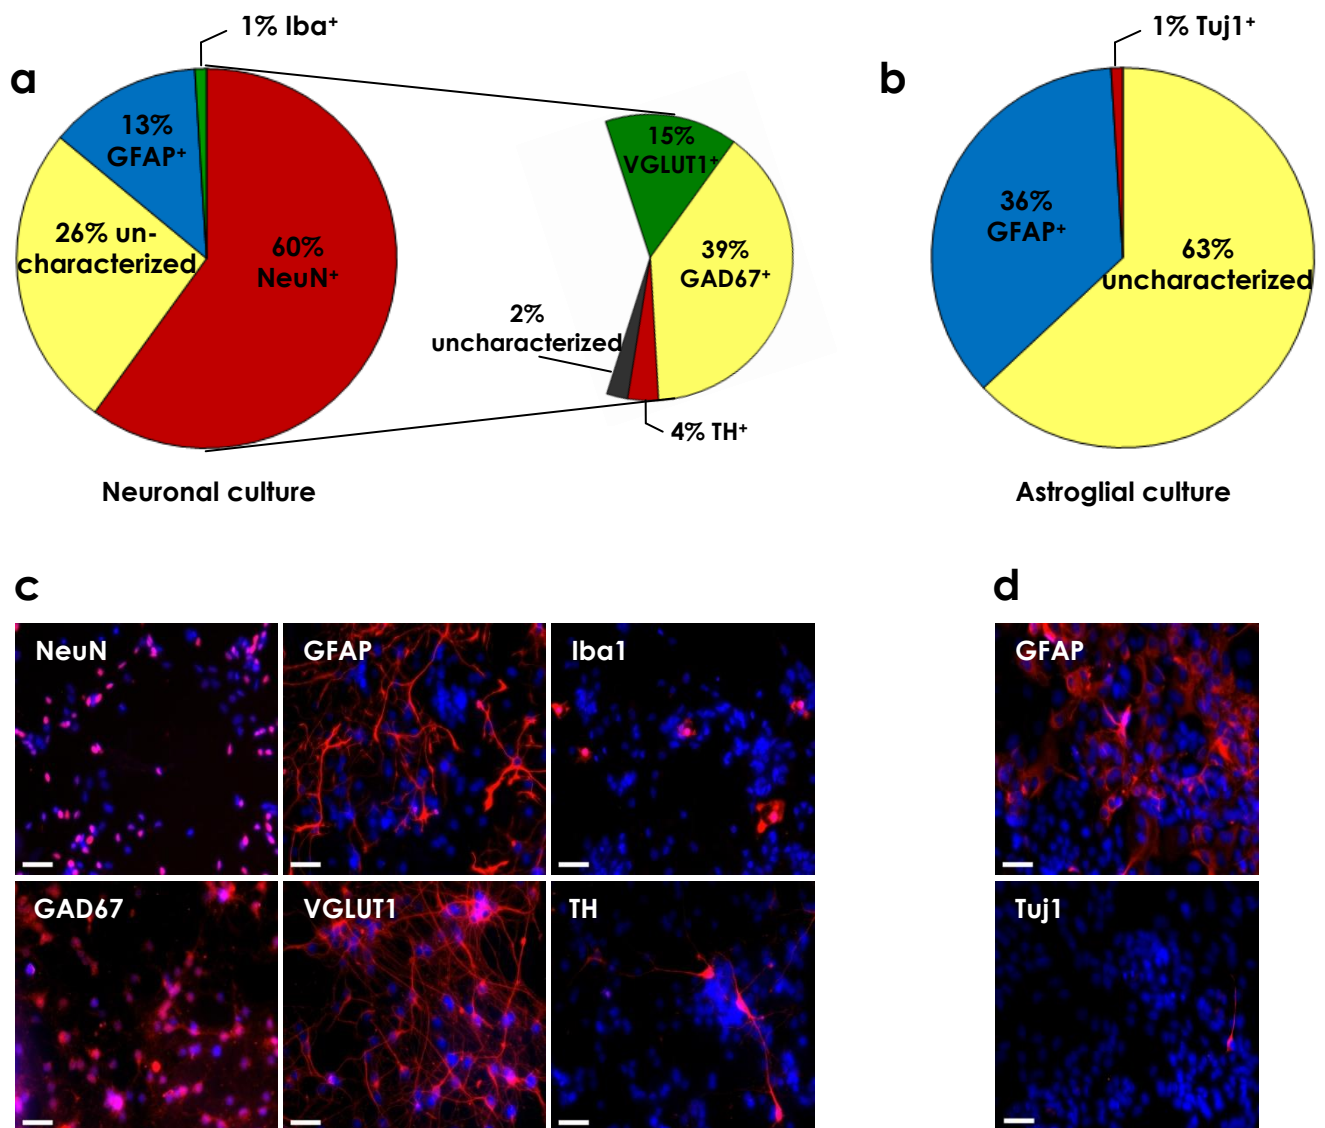 a
1% Iba+
13%
GFAP+
26% un-
characterized
60%
NeuN+
15%
VGLUT1+
39%
GAD67+
2%
uncharacterized
4% TH+
Neuronal culture
b
1% Tuj1+
36%
GFAP+
63%
uncharacterized
Astroglial culture
c
NeuN
GFAP
Iba1
GAD67
VGLUT1
TH
d
GFAP
Tuj1